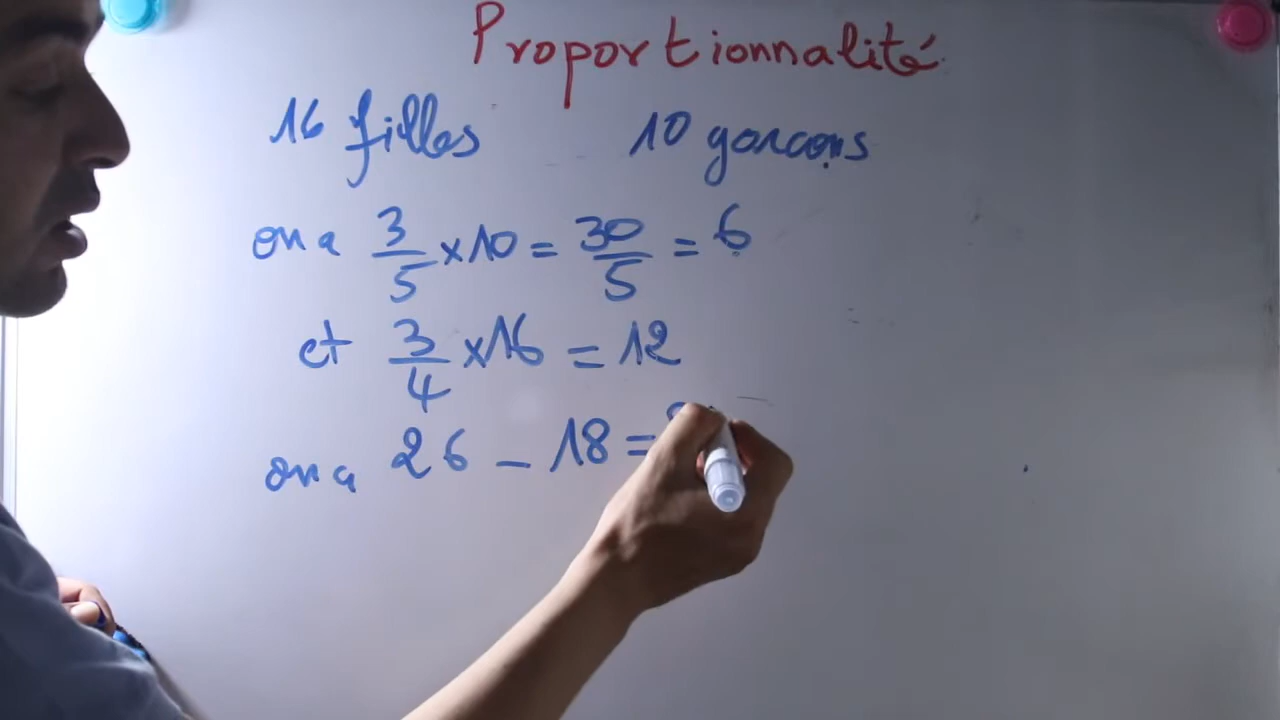 Proportionnalité
16 filles 10 garcons
on a 3/5 × 10 = 30/5 = 6
et 3/4 × 16 = 12
on a 26 - 18 =